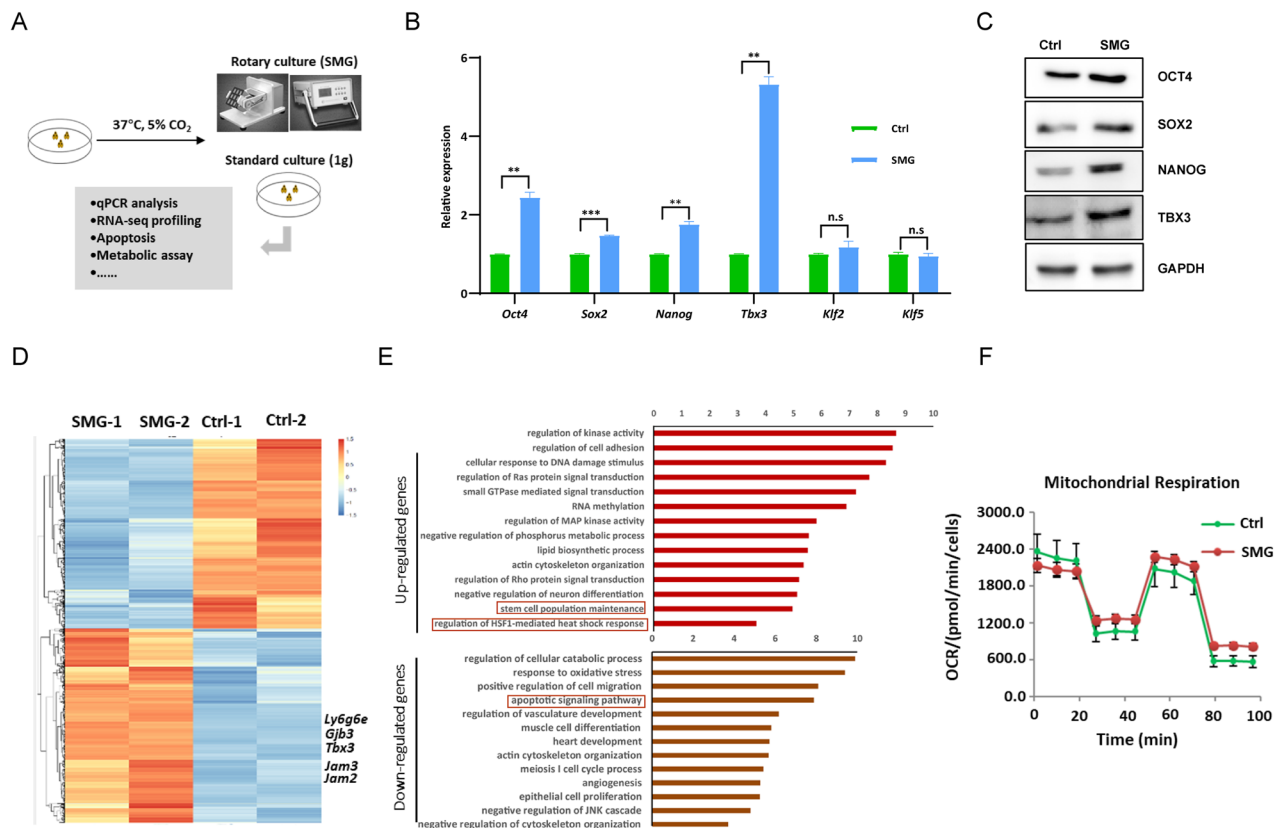 A
Rotary culture (SMG)
37°C, 5% CO2
Standard culture (1g)
•qPCR analysis
•RNA-seq profiling
•Apoptosis
•Metabolic assay
•......
B
Relative expression
6
4
2
0
**
***
**
**
n.s
n.s
Ctrl
SMG
Oct4 Sox2 Nanog Tbx3 Klf2 Klf5
C
Ctrl SMG
OCT4
SOX2
NANOG
TBX3
GAPDH
D
SMG-1 SMG-2 Ctrl-1 Ctrl-2
1.5
1
0.5
0
-0.5
-1
-1.5
Ly6g6e
Gjb3
Tbx3
Jam3
Jam2
E
0 1 2 3 4 5 6 7 8 9 10
Up-regulated genes
regulation of kinase activity
regulation of cell adhesion
cellular response to DNA damage stimulus
regulation of Ras protein signal transduction
small GTPase mediated signal transduction
RNA methylation
regulation of MAP kinase activity
negative regulation of phosphorus metabolic process
lipid biosynthetic process
actin cytoskeleton organization
regulation of Rho protein signal transduction
negative regulation of neuron differentiation
stem cell population maintenance
regulation of HSF1-mediated heat shock response
0 2 4 6 8 10
Down-regulated genes
regulation of cellular catabolic process
response to oxidative stress
positive regulation of cell migration
apoptotic signaling pathway
regulation of vasculature development
muscle cell differentiation
heart development
actin cytoskeleton organization
meiosis I cell cycle process
angiogenesis
epithelial cell proliferation
negative regulation of JNK cascade
negative regulation of cytoskeleton organization
F
Mitochondrial Respiration
OCR/(pmol/min/cells)
3000.0
2400.0
1800.0
1200.0
600.0
0.0
Ctrl
SMG
0 20 40 60 80 100
Time (min)